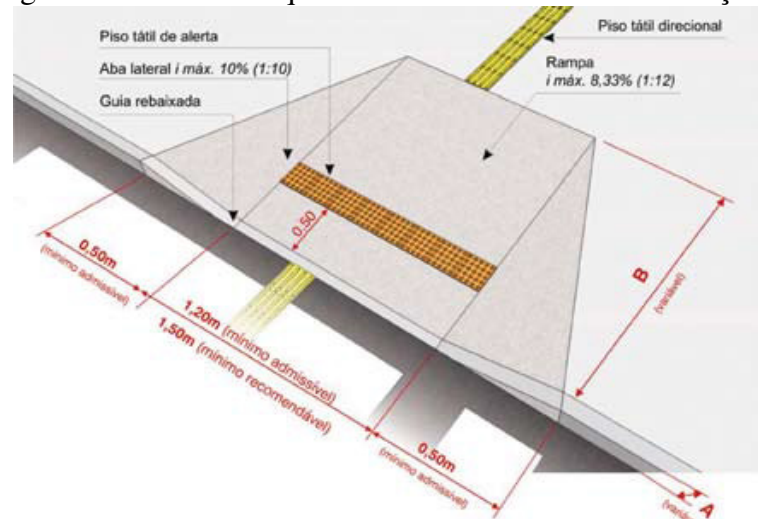 Piso tátil de alerta
Aba lateral i máx. 10% (1:10)
Guia rebaixada
Piso tátil direcional
Rampa
i máx. 8,33% (1:12)
0.50
0,50m
(mínimo admissível)
1,20m (mínimo admissível)
1,50m (mínimo recomendável)
0,50m
(mínimo admissível)
B
(variável)
A